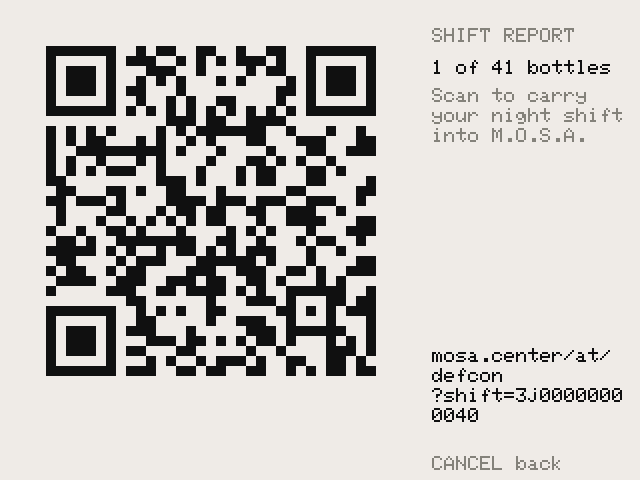 SHIFT REPORT
1 of 41 bottles
Scan to carry
your night shift
into M.O.S.A.
mosa.center/at/
defcon
?shift=3J0000000
0040
CANCEL back